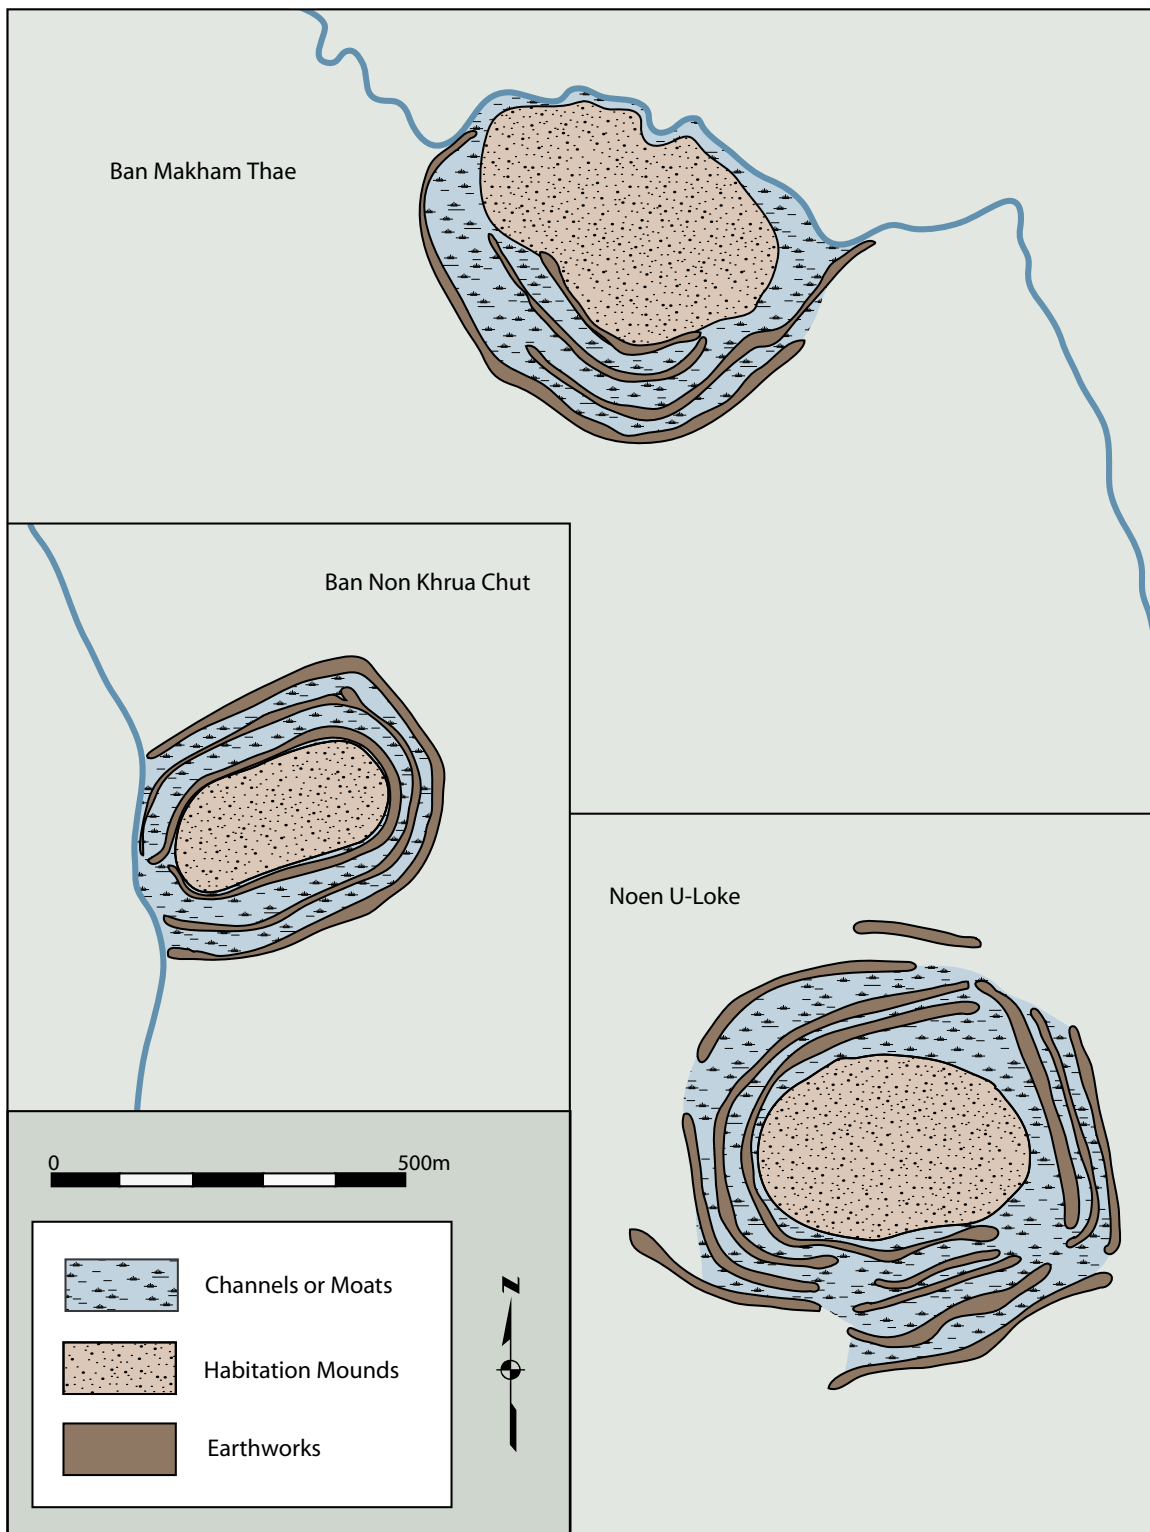 Ban Makham Thae
Ban Non Khrua Chut
Noen U-Loke
0 500m
Channels or Moats
Habitation Mounds
Earthworks
N